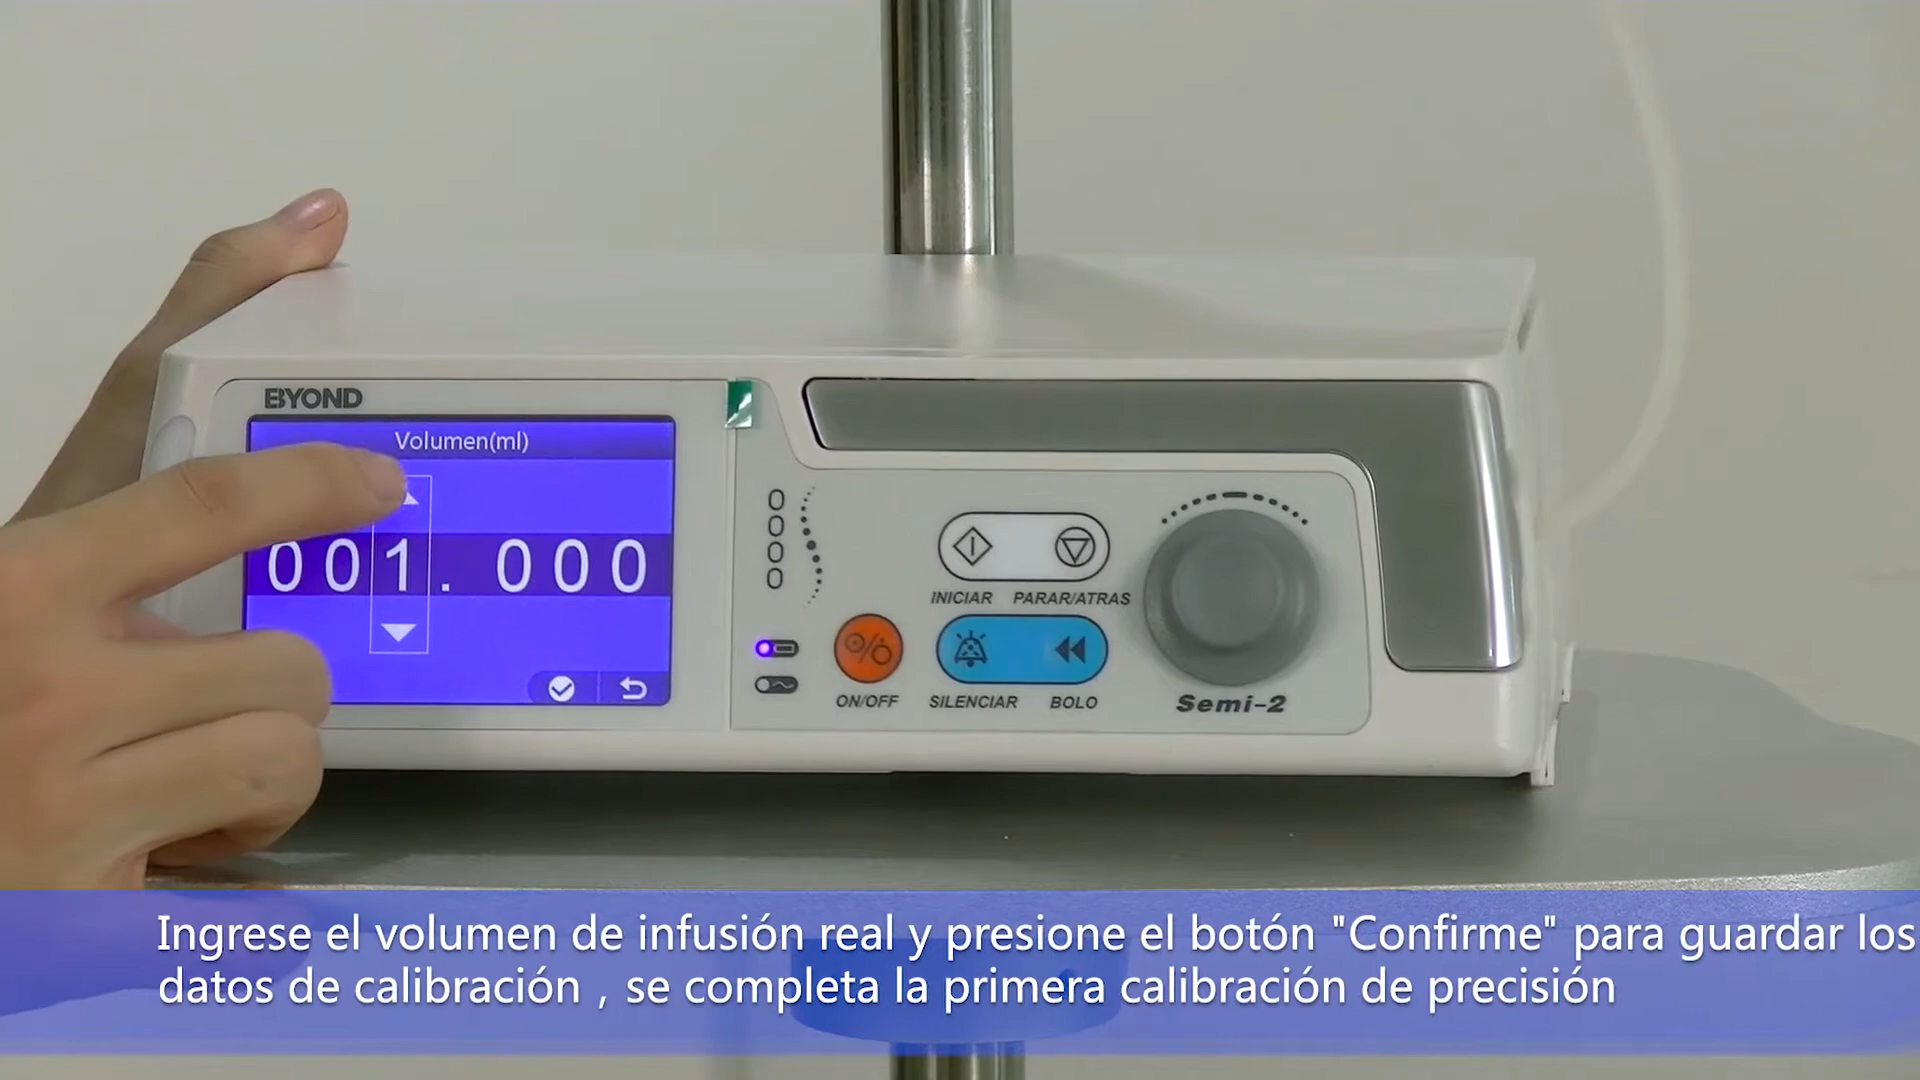 BYOND
Volumen(ml)
001.000
INICIAR PARAR/ATRAS
ON/OFF SILENCIAR BOLO
Semi-2
Ingrese el volumen de infusión real y presione el botón "Confirme" para guardar los
datos de calibración , se completa la primera calibración de precisión